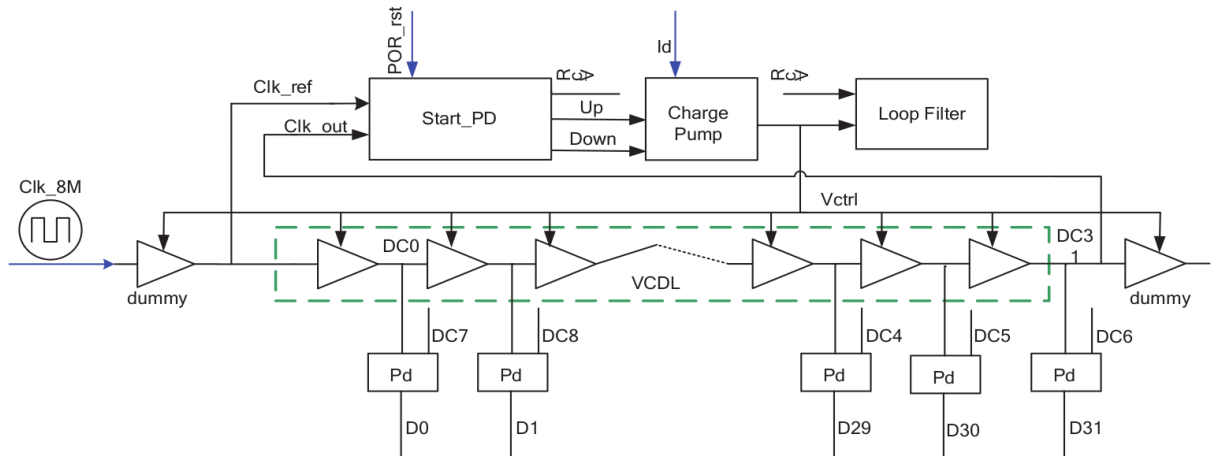 POR_rst
Id
Clk_ref
Clk_out
Start_PD
Up
Down
Charge
Pump
Loop Filter
Clk_8M
Vctrl
dummy
DC0
VCDL
DC3
1
dummy
DC7
DC8
DC4
DC5
DC6
Pd
Pd
Pd
Pd
Pd
D0
D1
D29
D30
D31